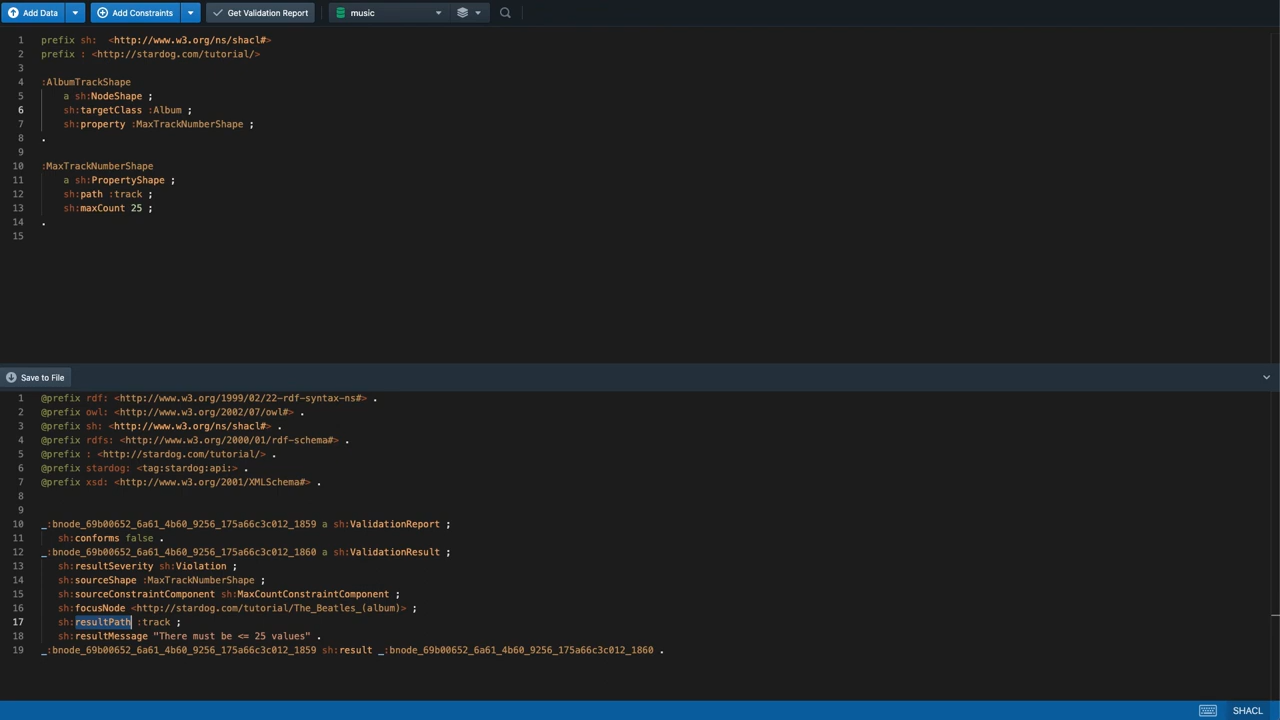 Add Data Add Constraints Get Validation Report music
1 prefix sh: <http://www.w3.org/ns/shacl#>
2 prefix : <http://stardog.com/tutorial/>
3
4 :AlbumTrackShape
5 a sh:NodeShape ;
6 sh:targetClass :Album ;
7 sh:property :MaxTrackNumberShape ;
8 .
9
10 :MaxTrackNumberShape
11 a sh:PropertyShape ;
12 sh:path :track ;
13 sh:maxCount 25 ;
14 .
15
Save to File
1 @prefix rdf: <http://www.w3.org/1999/02/22-rdf-syntax-ns#> .
2 @prefix owl: <http://www.w3.org/2002/07/owl#> .
3 @prefix sh: <http://www.w3.org/ns/shacl#> .
4 @prefix rdfs: <http://www.w3.org/2000/01/rdf-schema#> .
5 @prefix : <http://stardog.com/tutorial/> .
6 @prefix stardog: <tag:stardog:api:> .
7 @prefix xsd: <http://www.w3.org/2001/XMLSchema#> .
8
9
10 _:bnode_69b00652_6a61_4b60_9256_175a66c3c012_1859 a sh:ValidationReport ;
11 sh:conforms false .
12 _:bnode_69b00652_6a61_4b60_9256_175a66c3c012_1860 a sh:ValidationResult ;
13 sh:resultSeverity sh:Violation ;
14 sh:sourceShape :MaxTrackNumberShape ;
15 sh:sourceConstraintComponent sh:MaxCountConstraintComponent ;
16 sh:focusNode <http://stardog.com/tutorial/The_Beatles_(album)> ;
17 sh:resultPath :track ;
18 sh:resultMessage "There must be <= 25 values" .
19 _:bnode_69b00652_6a61_4b60_9256_175a66c3c012_1859 sh:result _:bnode_69b00652_6a61_4b60_9256_175a66c3c012_1860 .
SHACL